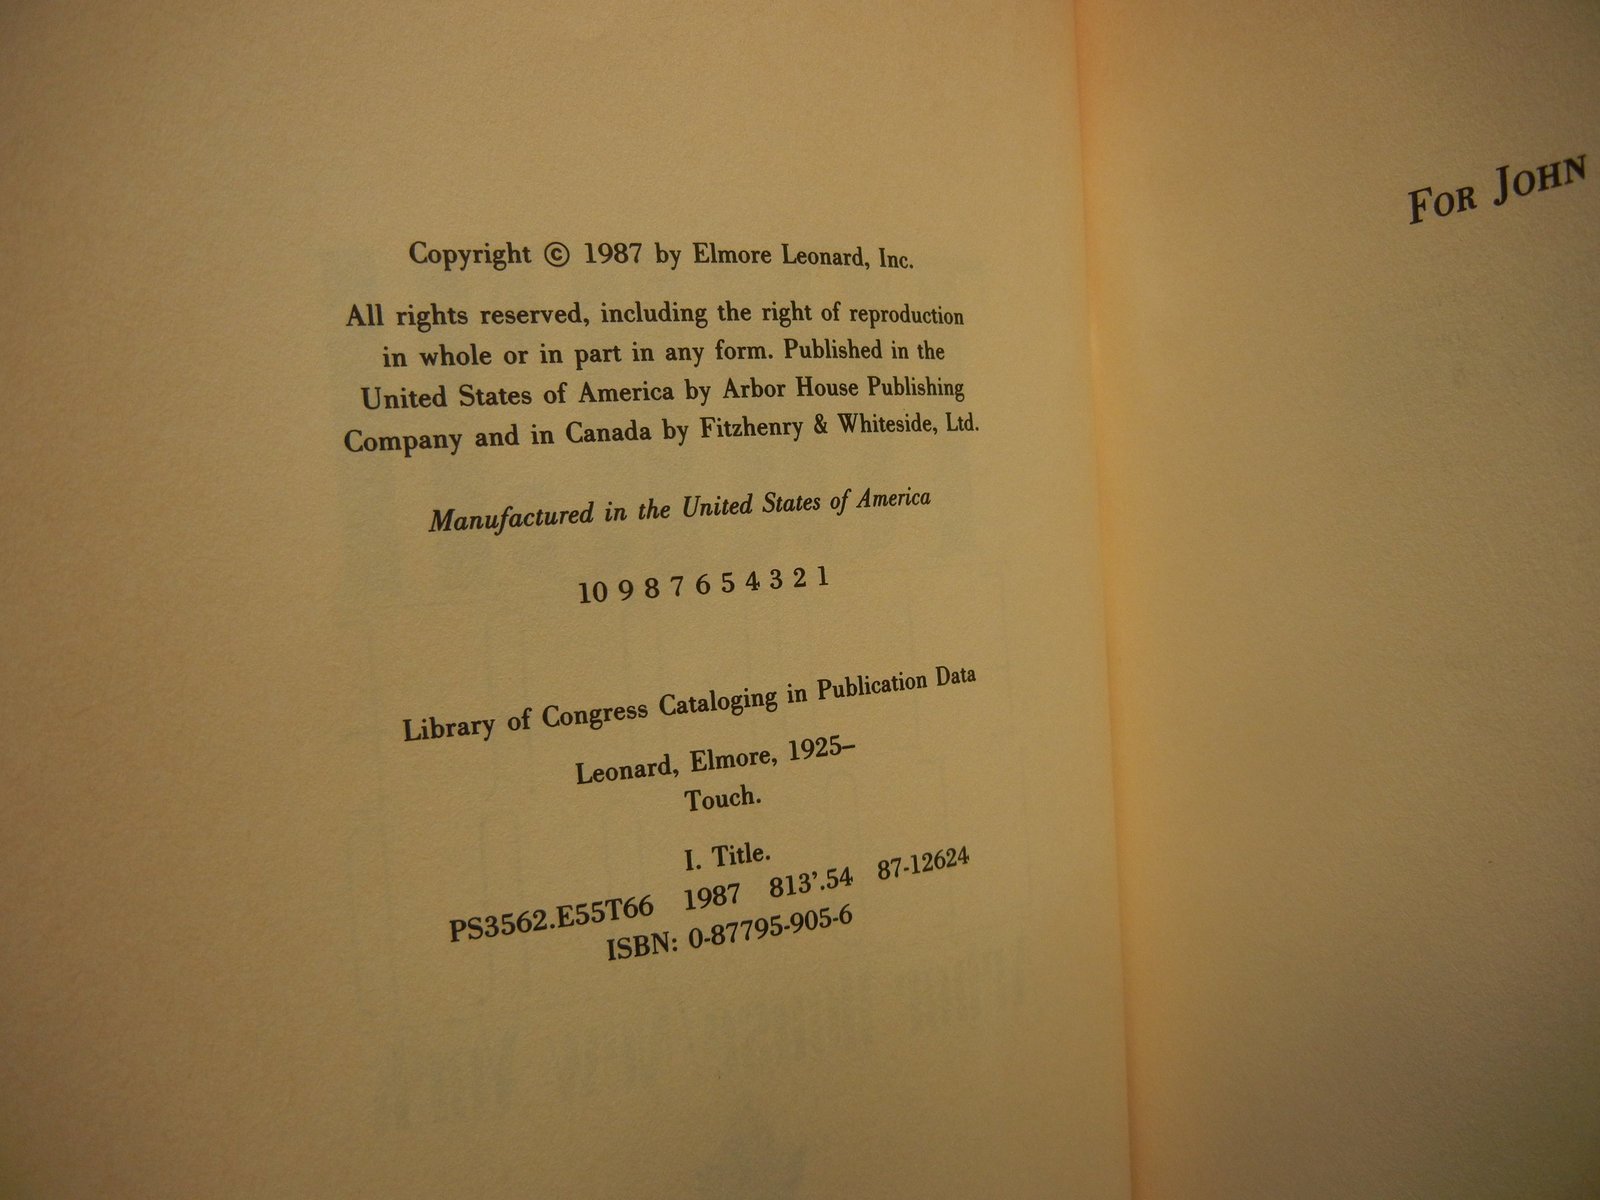 Copyright © 1987 by Elmore Leonard, Inc.
All rights reserved, including the right of reproduction
in whole or in part in any form. Published in the
United States of America by Arbor House Publishing
Company and in Canada by Fitzhenry & Whiteside, Ltd.
Manufactured in the United States of America
10 9 8 7 6 5 4 3 2 1
Library of Congress Cataloging in Publication Data
Leonard, Elmore, 1925–
Touch.
I. Title.
PS3562.E55T66 1987 813'.54 87-12624
ISBN: 0-87795-905-6
FOR JOHN